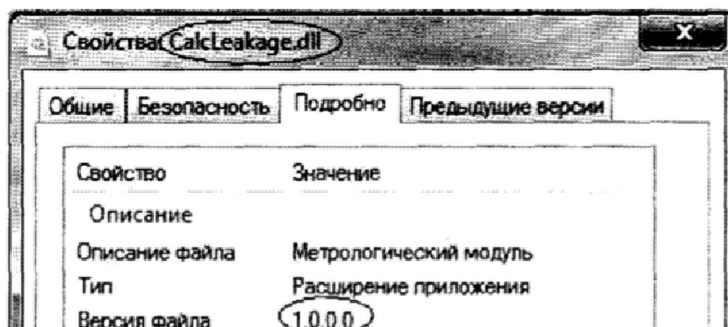 Свойства: CalcLeakage.dll
Общие Безопасность Подробно Предыдущие версии
Свойство Значение
Описание
Описание файла Метрологический модуль
Тип Расширение приложения
Версия файла 1.0.0.0